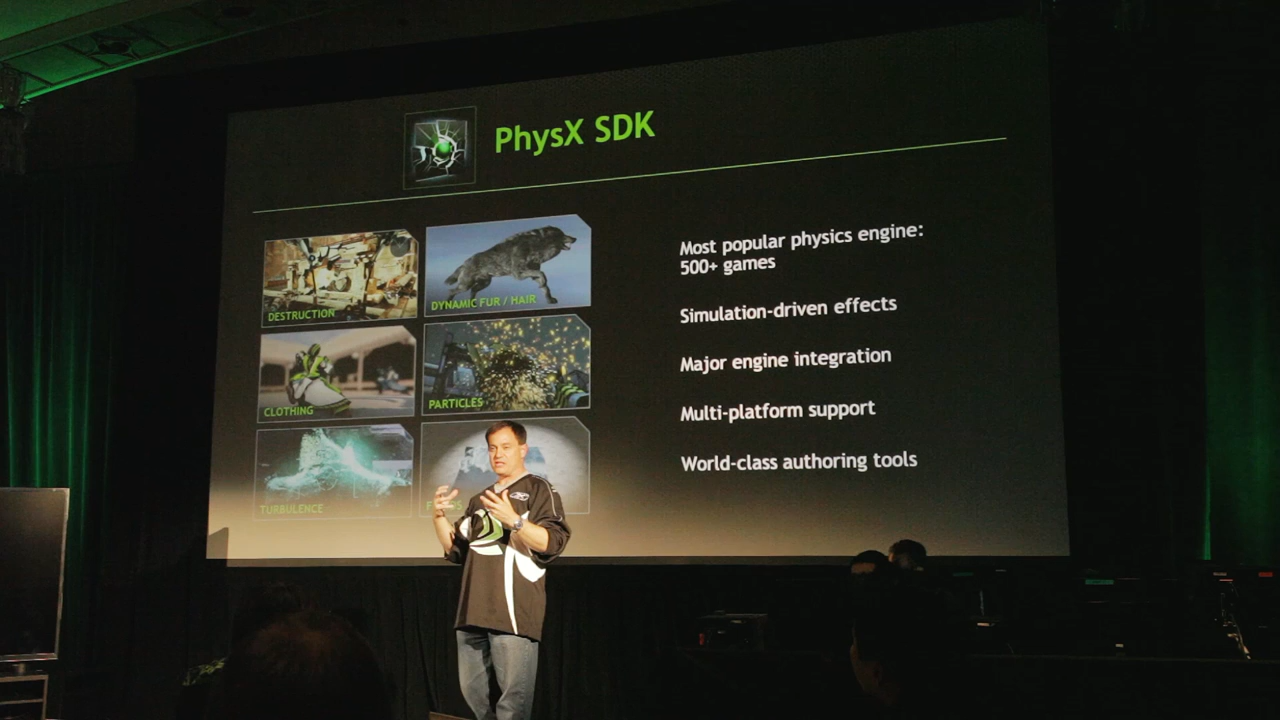 PhysX SDK
DESTRUCTION
DYNAMIC FUR / HAIR
CLOTHING
PARTICLES
TURBULENCE
Most popular physics engine:
500+ games
Simulation-driven effects
Major engine integration
Multi-platform support
World-class authoring tools